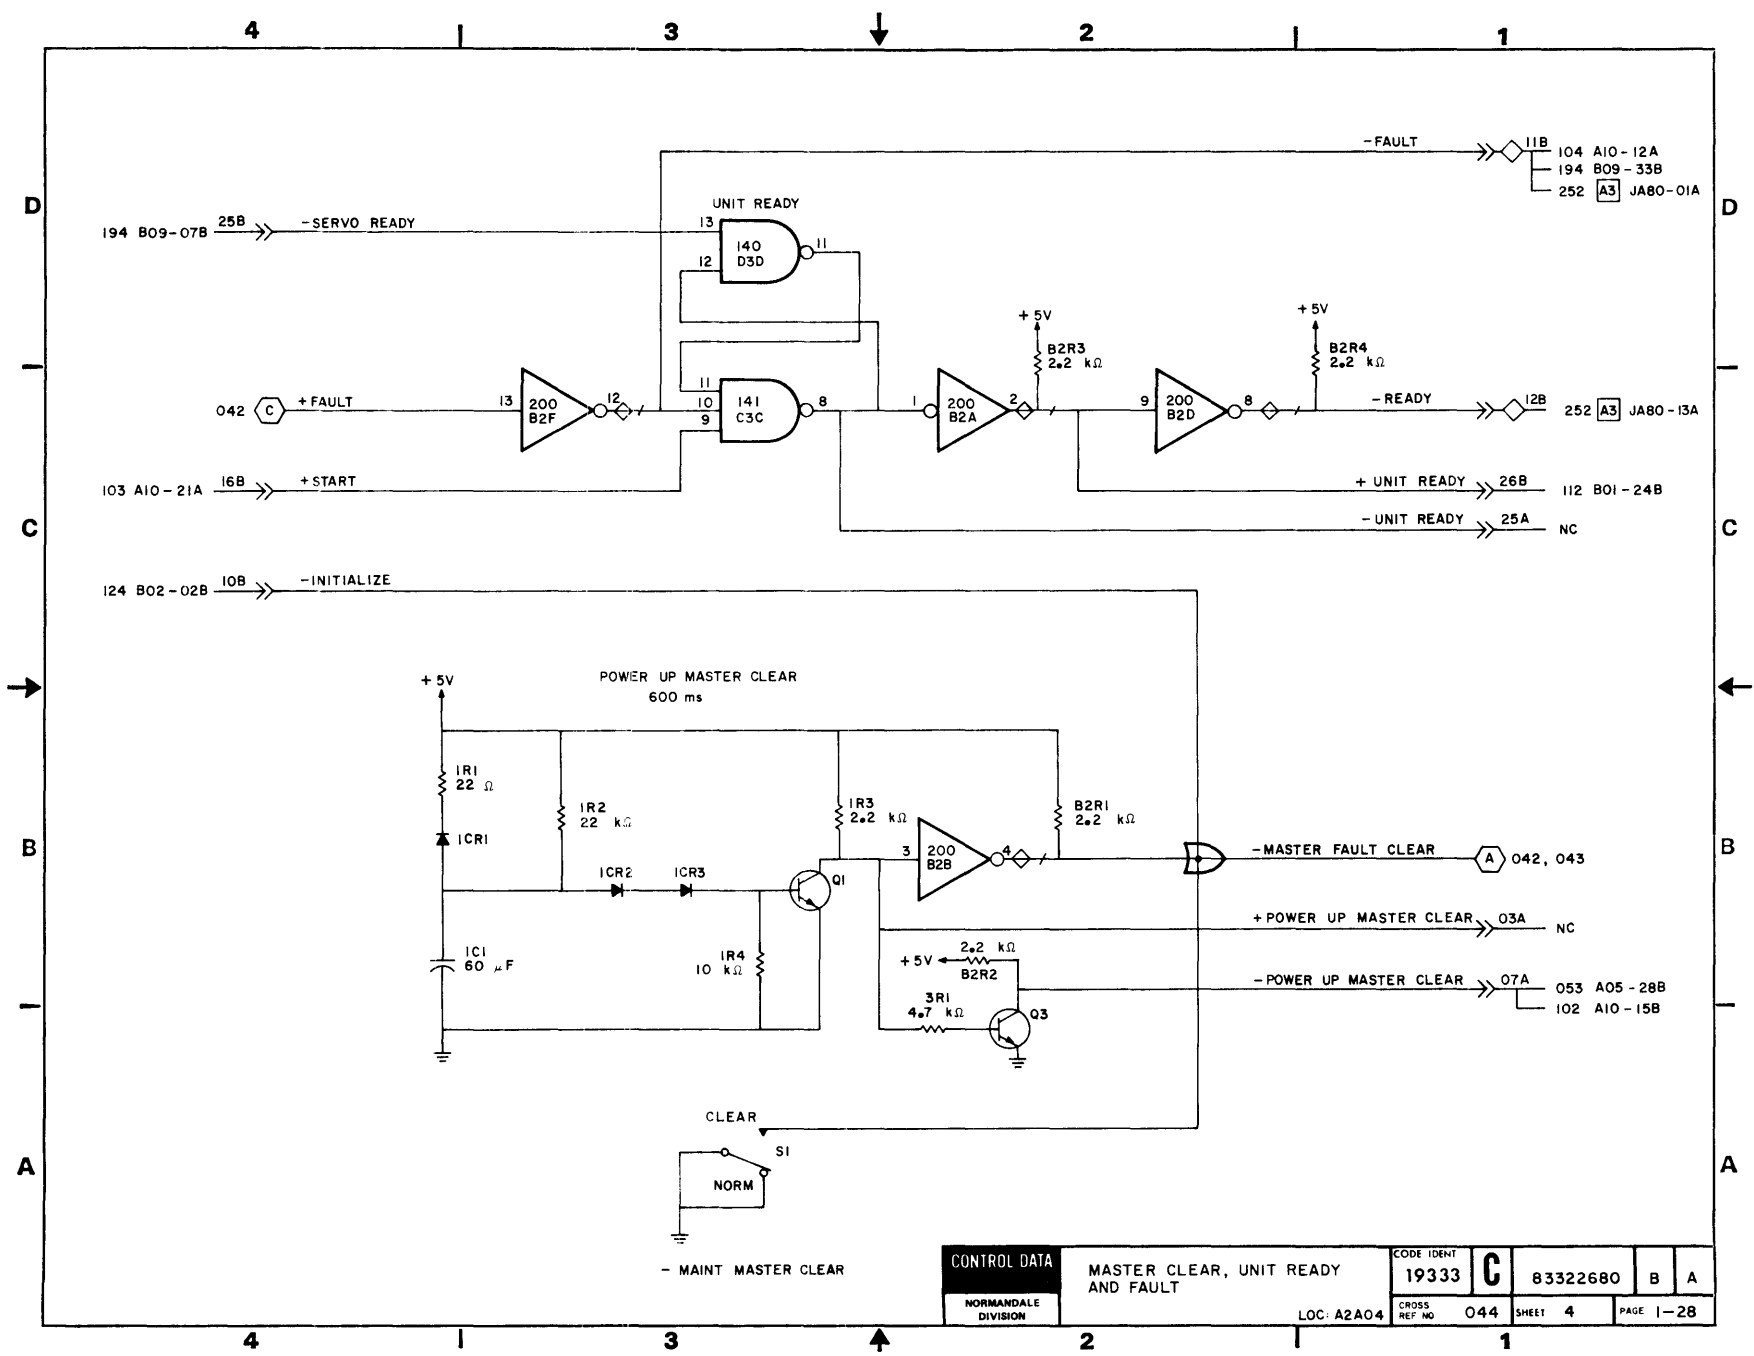 4 3 2 1
-FAULT 11B 104 A10-12A
194 B09-33B
252 A3 JA80-01A
D D
UNIT READY
194 B09-07B 25B -SERVO READY 13 140 D3D 11
12
+5V +5V
B2R3 2.2 kΩ
B2R4 2.2 kΩ
042 C +FAULT 13 200 B2F 12
11
10 141 C3C 8
9
1 200 B2A 2
9 200 B2D 8
-READY 12B 252 A3 JA80-13A
103 A10-21A 16B +START
+ UNIT READY 26B 112 B01-24B
C C
-UNIT READY 25A NC
124 B02-02B 10B -INITIALIZE
+5V
POWER UP MASTER CLEAR
600 ms
1R1
22 Ω
1R2
22 kΩ
1R3
2.2 kΩ
B2R1
2.2 kΩ
B B
1CR1
3 200 B2B 4
-MASTER FAULT CLEAR A 042, 043
1CR2 1CR3 Q1
+POWER UP MASTER CLEAR 03A NC
1C1
60 μF
1R4
10 kΩ
2.2 kΩ
+5V
B2R2
-POWER UP MASTER CLEAR 07A 053 A05-28B
102 A10-15B
3R1
4.7 kΩ
Q3
CLEAR
S1
A A
NORM
- MAINT MASTER CLEAR
CONTROL DATA
NORMANDALE
DIVISION
MASTER CLEAR, UNIT READY
AND FAULT
LOC: A2A04
CODE IDENT
19333
C
83322680
B
A
CROSS
REF NO
044
SHEET 4
PAGE 1-28
4 3 2 1